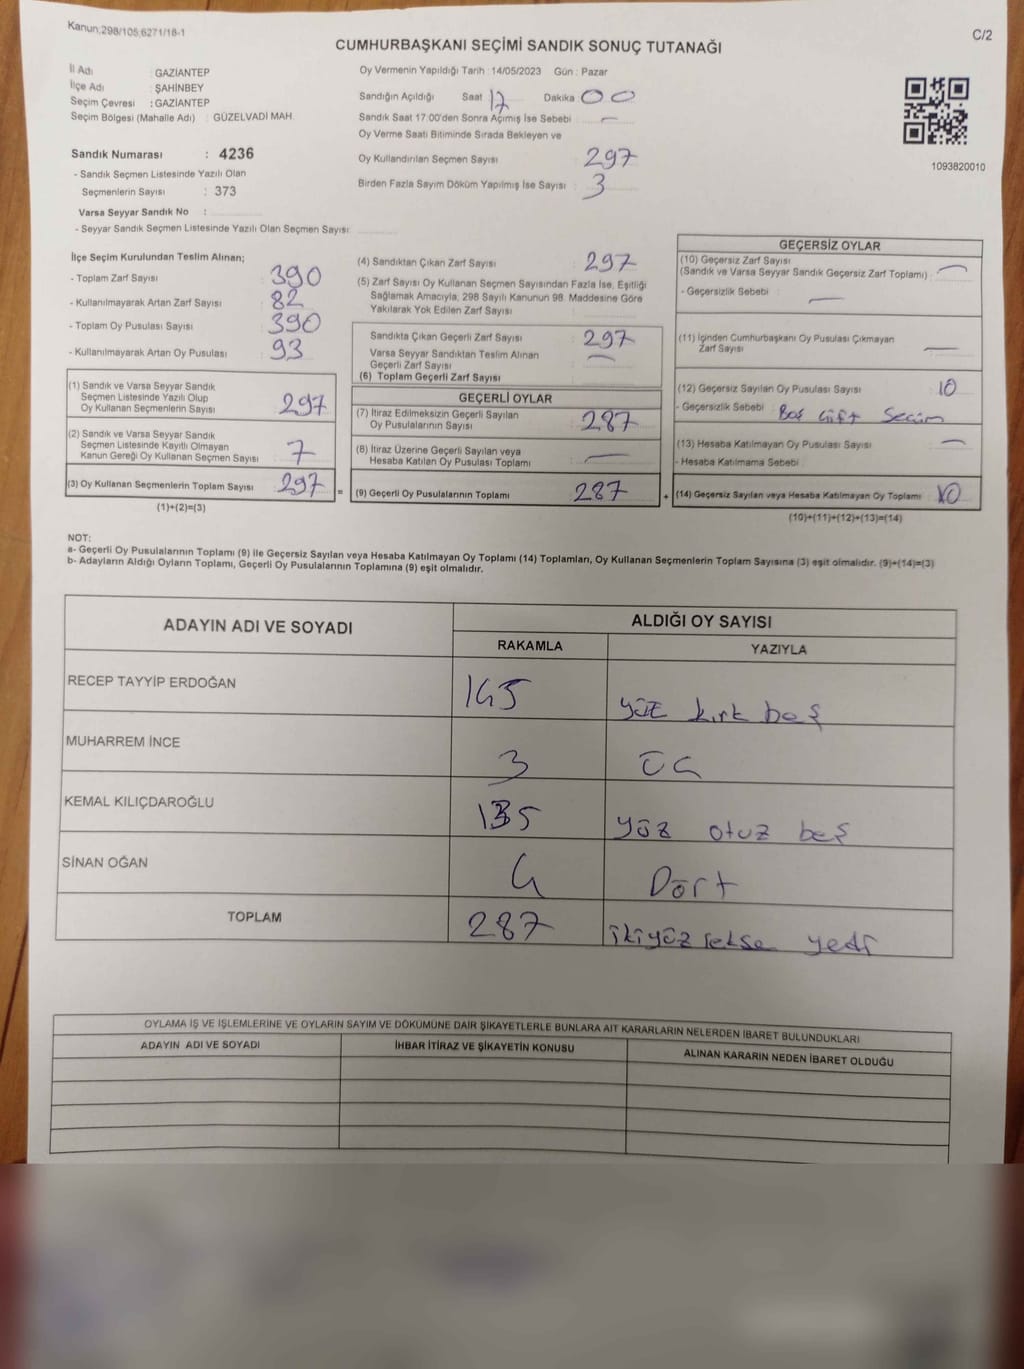 Kanun,298/105,6271/18-1
C/2
CUMHURBAŞKANI SEÇİMİ SANDIK SONUÇ TUTANAĞI
İl Adı : GAZİANTEP
İlçe Adı : ŞAHİNBEY
Seçim Çevresi : GAZİANTEP
Seçim Bölgesi (Mahalle Adı) : GÜZELVADİ MAH.
Sandık Numarası : 4236
- Sandık Seçmen Listesinde Yazılı Olan
Seçmenlerin Sayısı : 373
Varsa Seyyar Sandık No :
- Seyyar Sandık Seçmen Listesinde Yazılı Olan Seçmen Sayısı:
Oy Vermenin Yapıldığı Tarih : 14/05/2023 Gün : Pazar
Sandığın Açıldığı Saat 17 Dakika 00
Sandık Saat 17.00'den Sonra Açılmış İse Sebebi : —
Oy Verme Saati Bitiminde Sırada Bekleyen ve
Oy Kullandırılan Seçmen Sayısı : 297
Birden Fazla Sayım Döküm Yapılmış İse Sayısı : 3
1093820010
İlçe Seçim Kurulundan Teslim Alınan;
- Toplam Zarf Sayısı : 390
- Kullanılmayarak Artan Zarf Sayısı : 82
- Toplam Oy Pusulası Sayısı : 390
- Kullanılmayarak Artan Oy Pusulası : 93
(1) Sandık ve Varsa Seyyar Sandık
Seçmen Listesinde Yazılı Olup
Oy Kullanan Seçmenlerin Sayısı : 297
(2) Sandık ve Varsa Seyyar Sandık
Seçmen Listesinde Kayıtlı Olmayan
Kanun Gereği Oy Kullanan Seçmen Sayısı : 7
(3) Oy Kullanan Seçmenlerin Toplam Sayısı : 297 =
(1)+(2)=(3)
(4) Sandıktan Çıkan Zarf Sayısı : 297
(5) Zarf Sayısı Oy Kullanan Seçmen Sayısından Fazla İse, Eşitliği
Sağlamak Amacıyla, 298 Sayılı Kanunun 98. Maddesine Göre
Yakılarak Yok Edilen Zarf Sayısı :
Sandıkta Çıkan Geçerli Zarf Sayısı : 297
Varsa Seyyar Sandıktan Teslim Alınan
Geçerli Zarf Sayısı : —
(6) Toplam Geçerli Zarf Sayısı :
GEÇERLİ OYLAR
(7) İtiraz Edilmeksizin Geçerli Sayılan
Oy Pusulalarının Sayısı : 287
(8) İtiraz Üzerine Geçerli Sayılan veya
Hesaba Katılan Oy Pusulası Toplamı : —
(9) Geçerli Oy Pusulalarının Toplamı : 287 +
GEÇERSİZ OYLAR
(10) Geçersiz Zarf Sayısı
(Sandık ve Varsa Seyyar Sandık Geçersiz Zarf Toplamı) : —
- Geçersizlik Sebebi : —
(11) İçinden Cumhurbaşkanı Oy Pusulası Çıkmayan
Zarf Sayısı : —
(12) Geçersiz Sayılan Oy Pusulası Sayısı : 10
- Geçersizlik Sebebi : Boş Çift Seçim
(13) Hesaba Katılmayan Oy Pusulası Sayısı : —
- Hesaba Katılmama Sebebi :
(14) Geçersiz Sayılan veya Hesaba Katılmayan Oy Toplamı : 10
(10)+(11)+(12)+(13)=(14)
NOT:
a- Geçerli Oy Pusulalarının Toplamı (9) ile Geçersiz Sayılan veya Hesaba Katılmayan Oy Toplamı (14) Toplamları, Oy Kullanan Seçmenlerin Toplam Sayısına (3) eşit olmalıdır. (9)+(14)=(3)
b- Adayların Aldığı Oyların Toplamı, Geçerli Oy Pusulalarının Toplamına (9) eşit olmalıdır.
ADAYIN ADI VE SOYADI
ALDIĞI OY SAYISI
RAKAMLA YAZIYLA
RECEP TAYYİP ERDOĞAN 145 yüz kırk beş
MUHARREM İNCE 3 üç
KEMAL KILIÇDAROĞLU 135 yüz otuz beş
SİNAN OĞAN 4 Dört
TOPLAM 287 ikiyüz sekse yedi
OYLAMA İŞ VE İŞLEMLERİNE VE OYLARIN SAYIM VE DÖKÜMÜNE DAİR ŞİKAYETLERLE BUNLARA AİT KARARLARIN NELERDEN İBARET BULUNDUKLARI
ADAYIN ADI VE SOYADI İHBAR İTİRAZ VE ŞİKAYETİN KONUSU ALINAN KARARIN NEDEN İBARET OLDUĞU